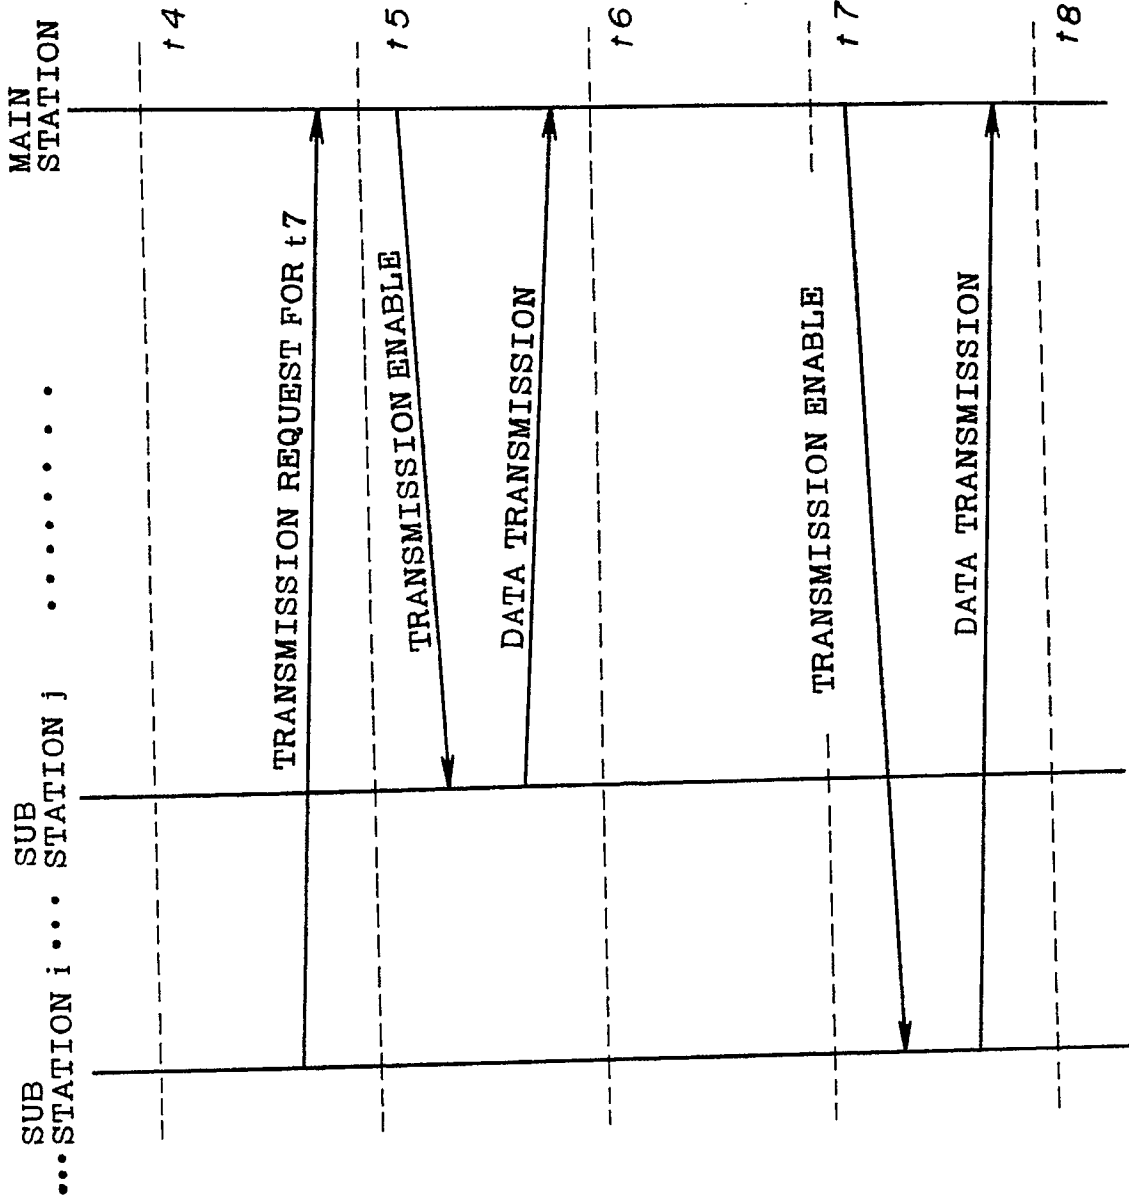 SUB
...STATION i...
SUB
STATION j
.......
MAIN
STATION
t4
TRANSMISSION REQUEST FOR t7
t5
TRANSMISSION ENABLE
DATA TRANSMISSION
t6
t7
TRANSMISSION ENABLE
DATA TRANSMISSION
t8